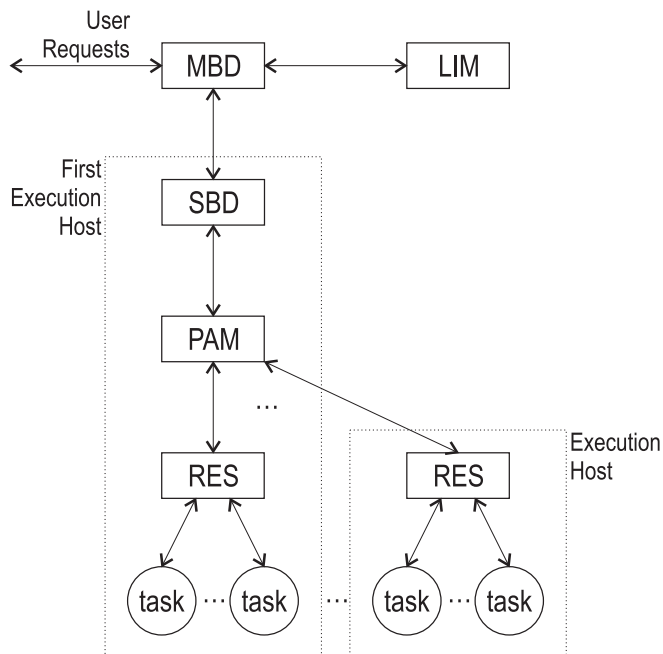 User
Requests
MBD
LIM
First
Execution
Host
SBD
PAM
...
RES
RES
Execution
Host
task ... task ... task ... task